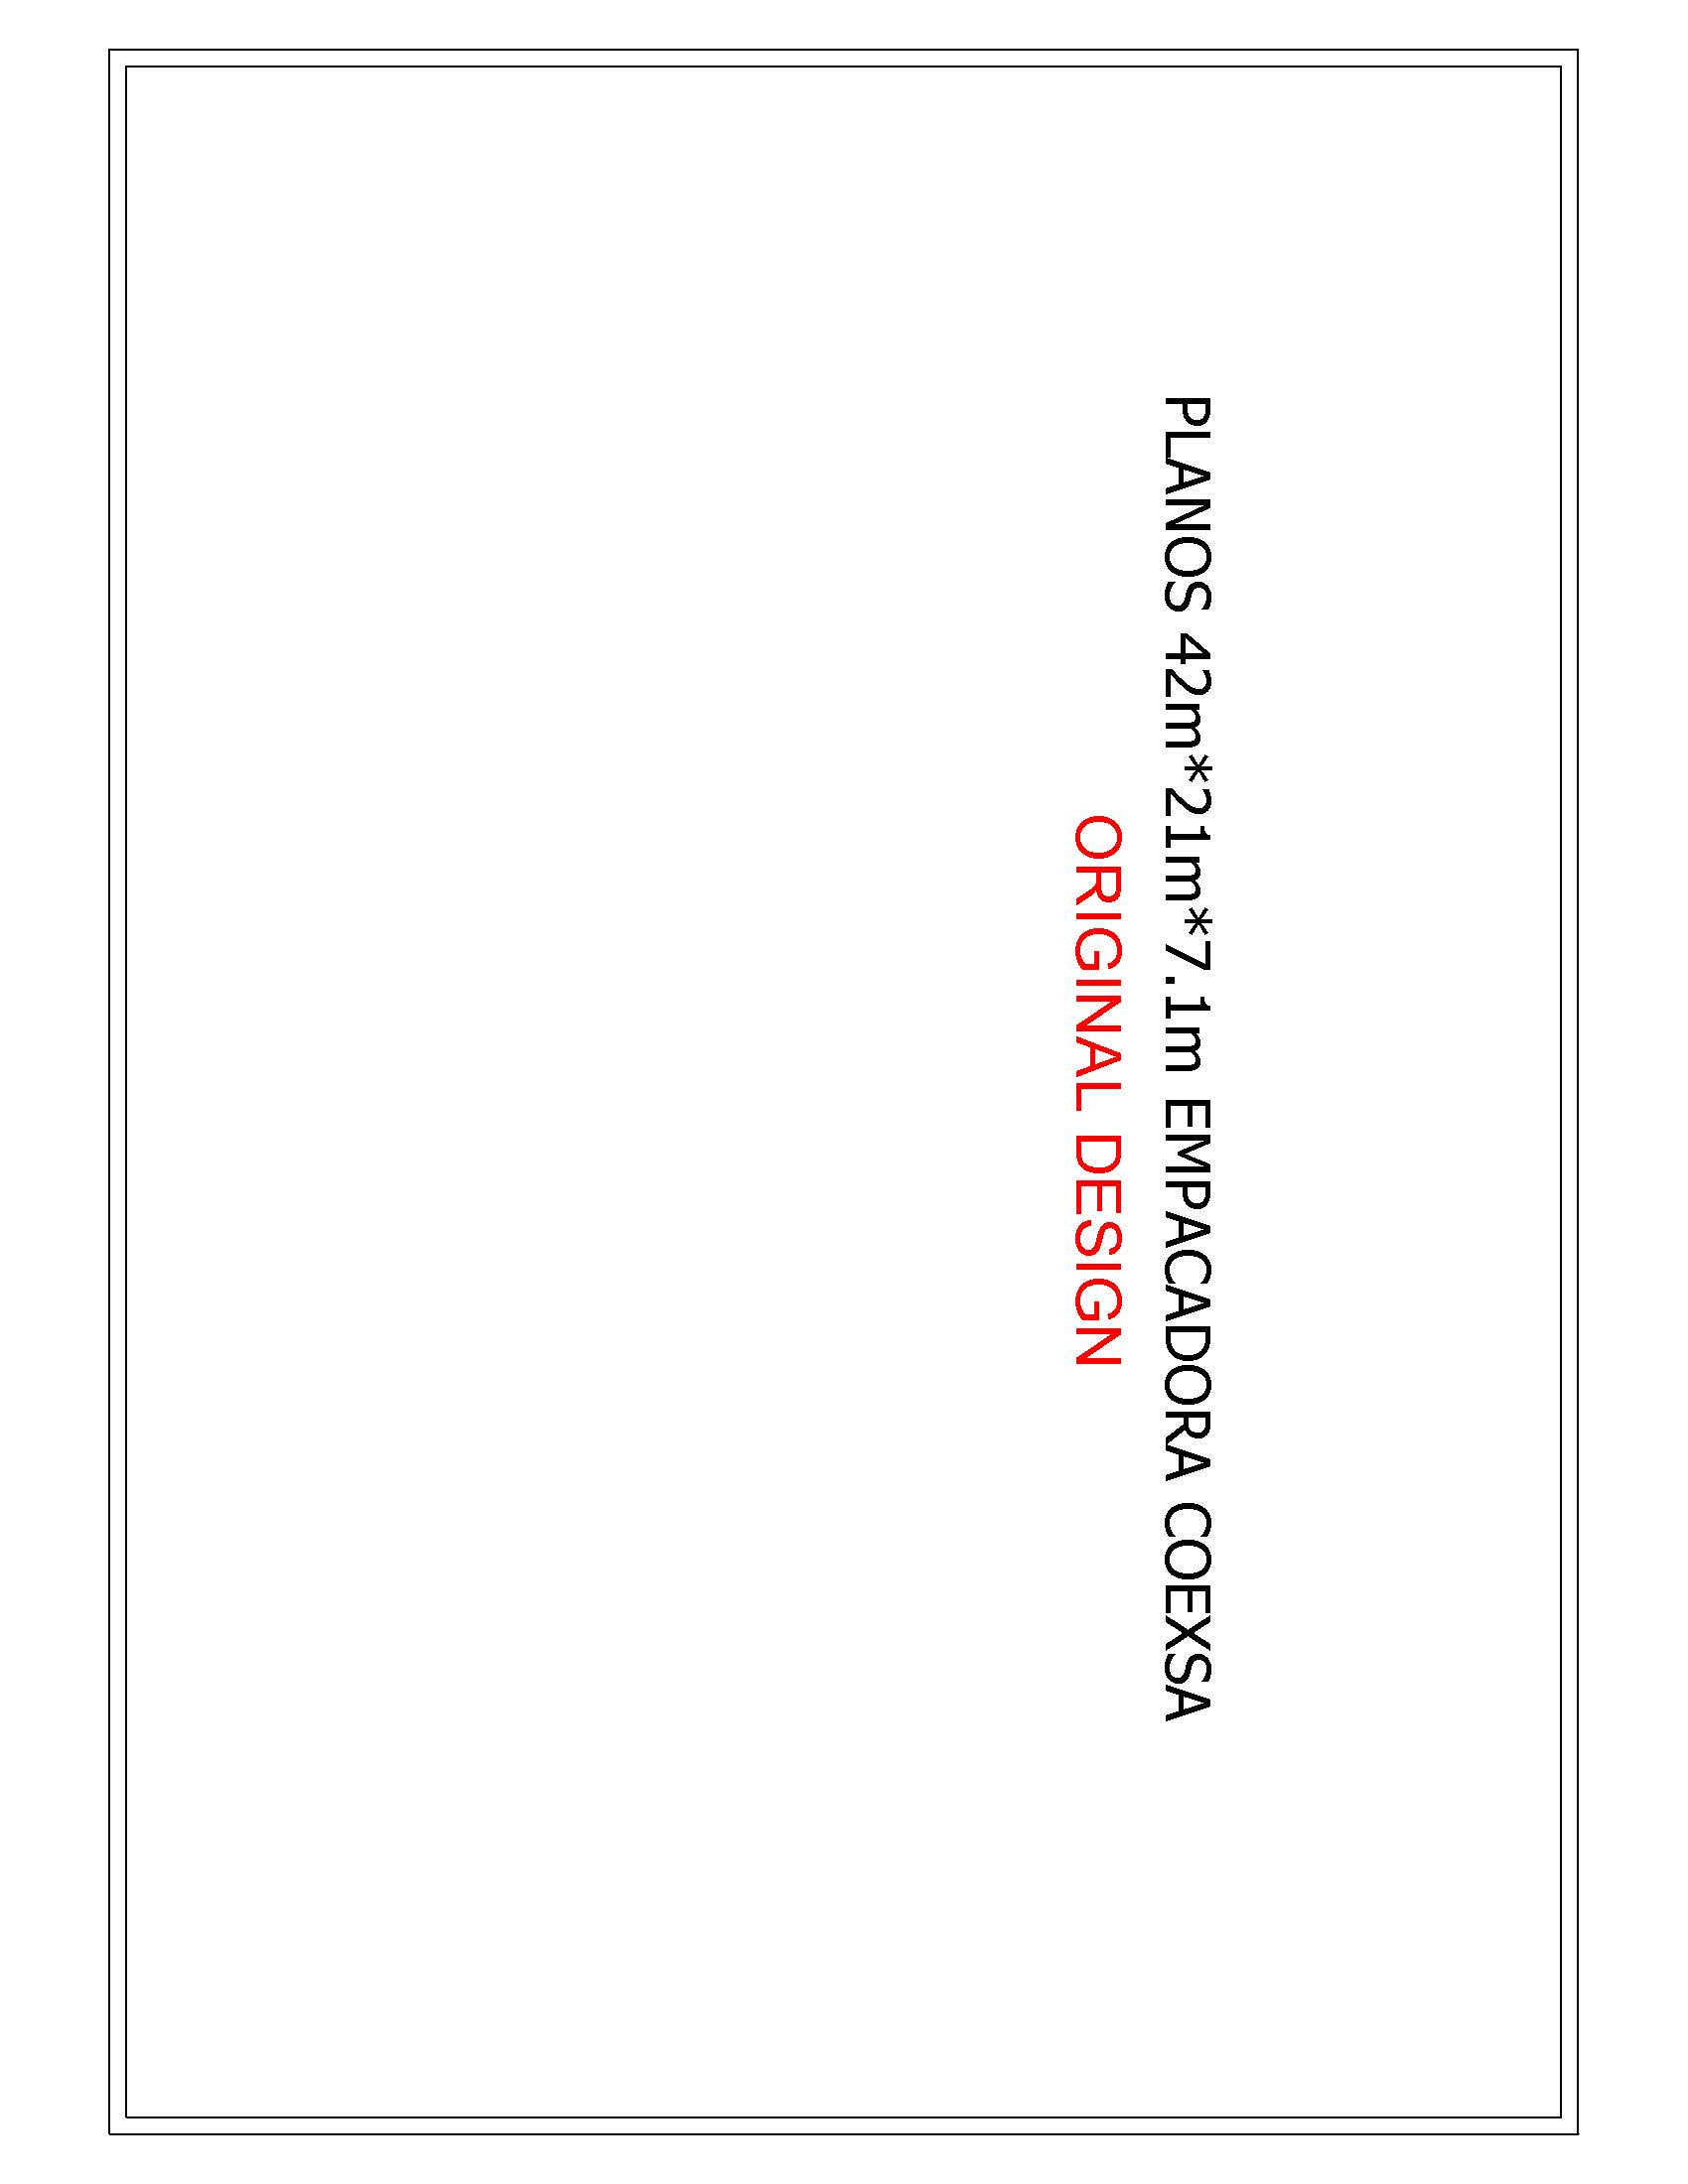 PLANOS 42m*21m*7.1m EMPACADORA COEXSA
ORIGINAL DESIGN